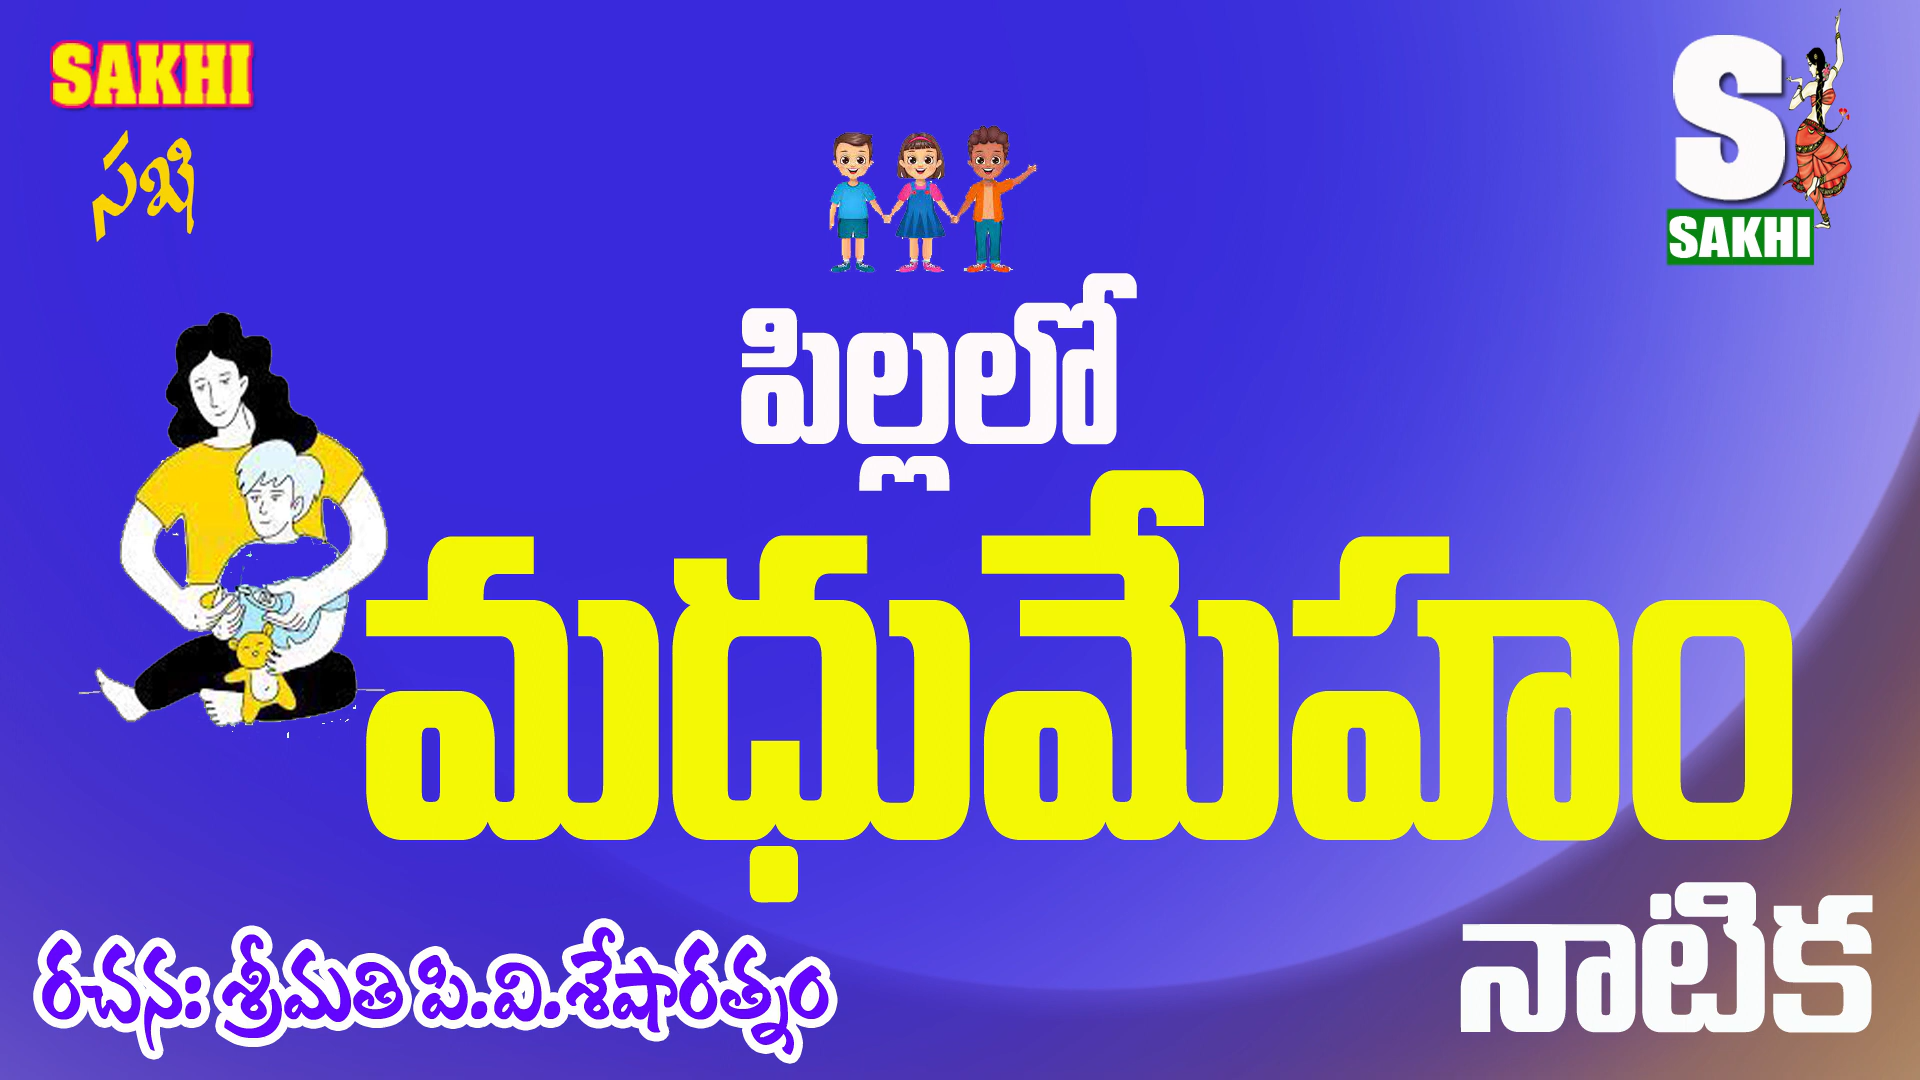 SAKHI
సఖి
S
SAKHI
పిల్లలో
మధుమేహం
నాటిక
రచన: శ్రీమతి పి.వి.శేషారత్నం